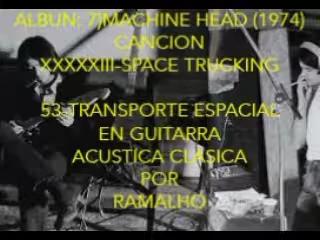 ALBUN: 7)MACHINE HEAD (1974)
CANCION
XXXXXIII-SPACE TRUCKING
53-TRANSPORTE ESPACIAL
EN GUITARRA
ACUSTICA CLASICA
POR
RAMALHO